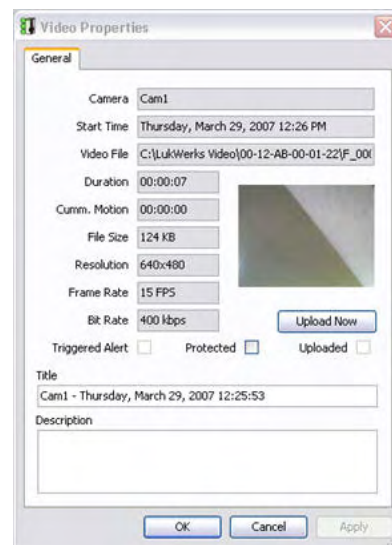 Video Properties
General
Camera Cam1
Start Time Thursday, March 29, 2007 12:26 PM
Video File C:\LukWerks Video\00-12-AB-00-01-22\F_00
Duration 00:00:07
Cumm. Motion 00:00:00
File Size 124 KB
Resolution 640x480
Frame Rate 15 FPS
Bit Rate 400 kbps
Upload Now
Triggered Alert Protected Uploaded
Title
Cam1 - Thursday, March 29, 2007 12:25:53
Description
OK Cancel Apply